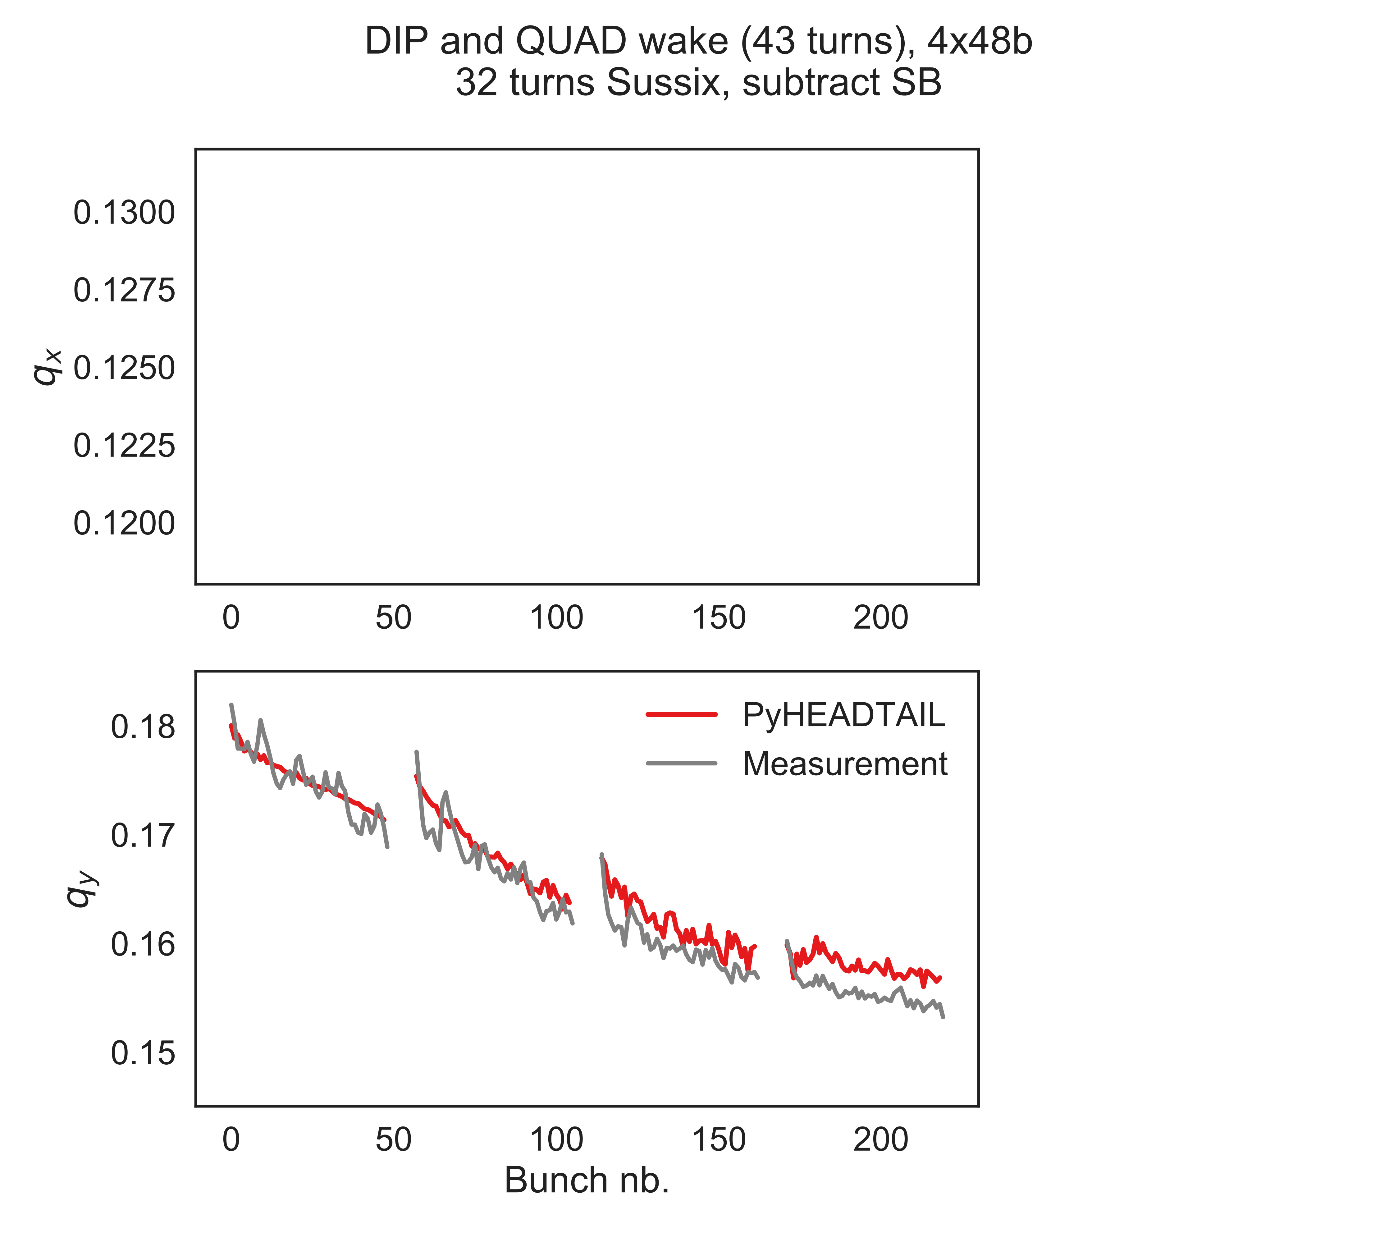 DIP and QUAD wake (43 turns), 4x48b
32 turns Sussix, subtract SB
0.1300
0.1275
0.1250
0.1225
0.1200
qx
0 50 100 150 200
0.18
0.17
0.16
0.15
qy
PyHEADTAIL
Measurement
0 50 100 150 200
Bunch nb.